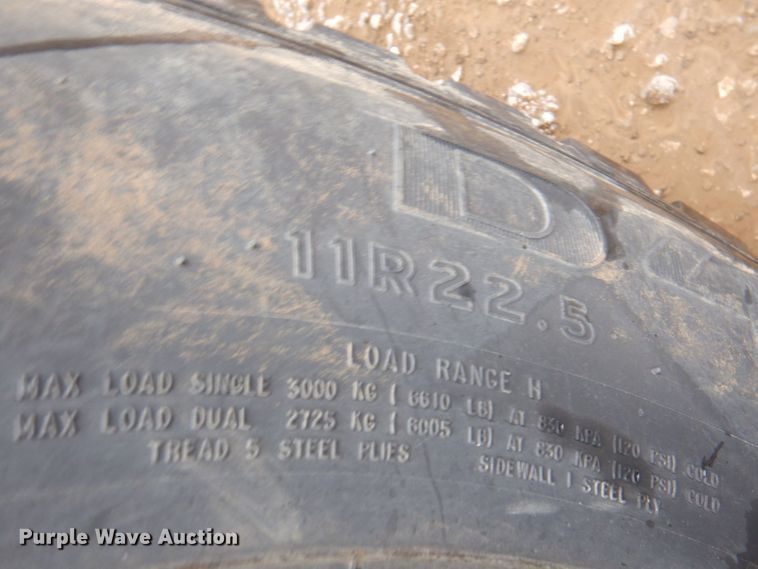 D
11R22.5
LOAD RANGE H
MAX LOAD SINGLE 3000 KG ( 6610 LB) AT 830 KPA (120 PSI) COLD
MAX LOAD DUAL 2725 KG ( 6005 LB) AT 830 KPA (120 PSI) COLD
TREAD 5 STEEL PLIES SIDEWALL 1 STEEL PLY
Purple Wave Auction